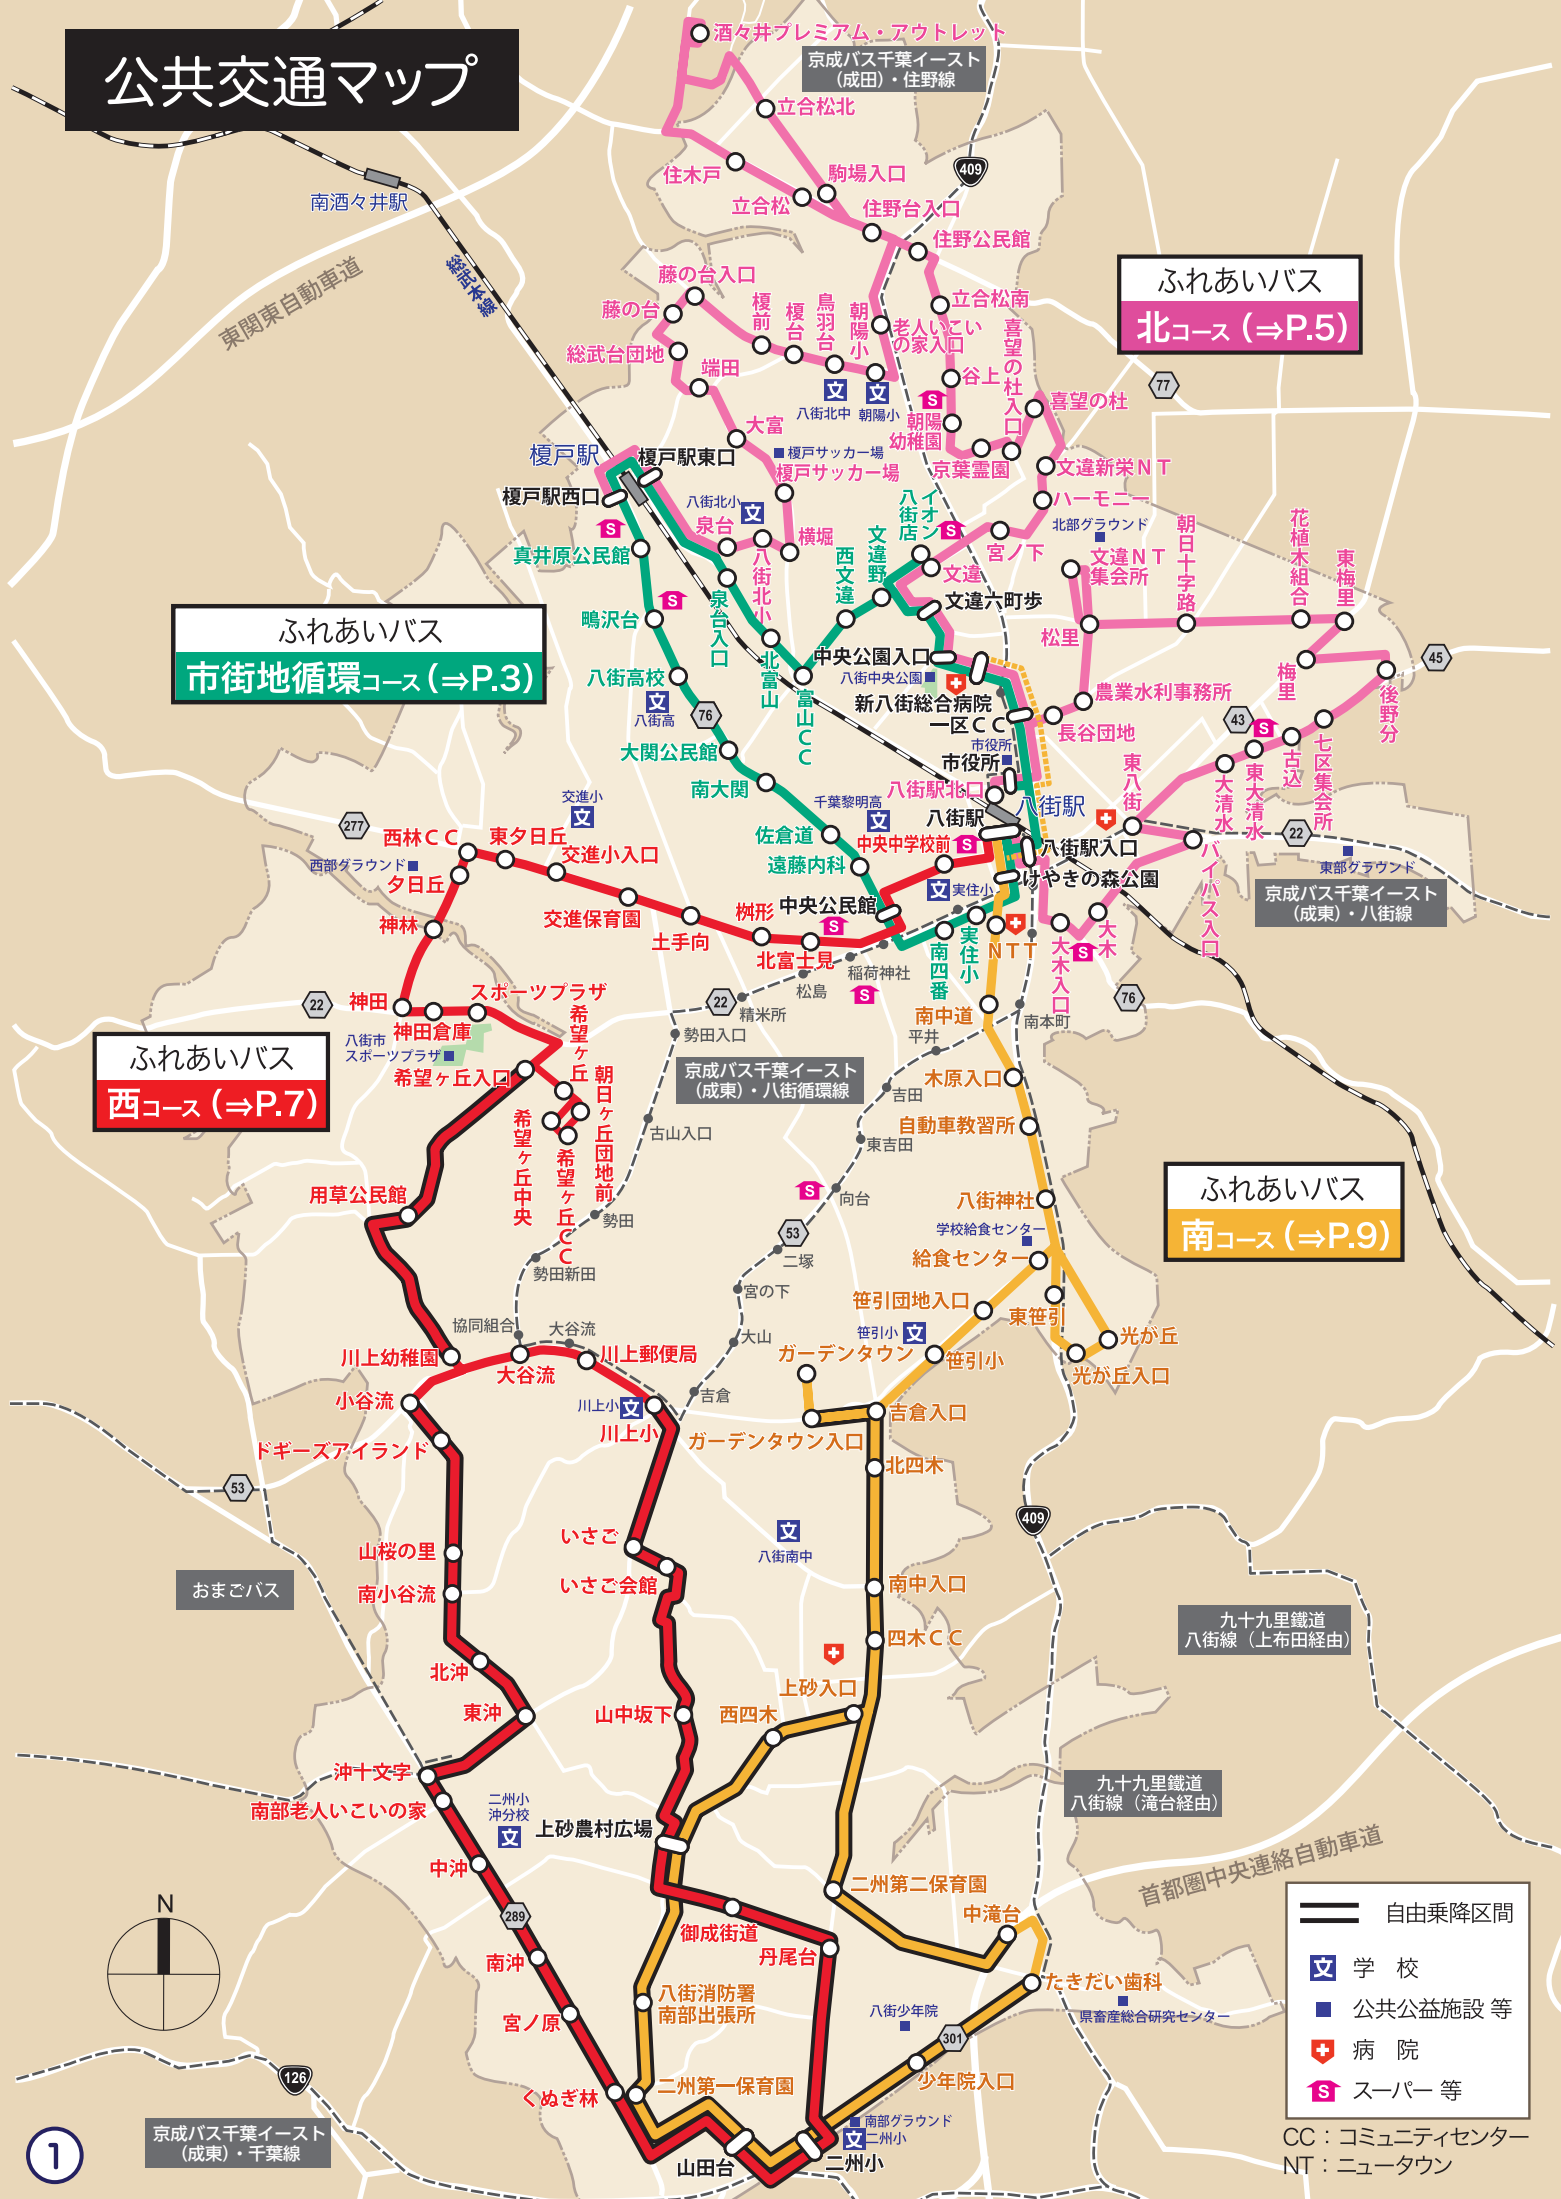 公共交通マップ
酒々井プレミアム・アウトレット
京成バス千葉イースト
（成田）・住野線
立合松北
409
住木戸
駒場入口
南酒々井駅
立合松
住野台入口
住野公民館
総武本線
東関東自動車道
藤の台入口
藤の台
榎前
榎台
鳥羽台
朝陽小
立合松南
老人いこい
の家入口
喜望の杜入口
ふれあいバス
北コース（⇒P.5）
総武台団地
端田
谷上
77
八街北中
朝陽小
朝陽
幼稚園
喜望の杜
大富
榎戸駅
榎戸駅東口
榎戸サッカー場
榎戸サッカー場
京葉霊園
文違新栄ＮＴ
榎戸駅西口
八街北小
イオン
八街店
ハーモニー
北部グラウンド
泉台
横堀
文違野
西文違
宮ノ下
文違ＮＴ
集会所
朝日十字路
花植木組合
東梅里
真井原公民館
八街北小
文違
鴫沢台
泉台入口
文違六町歩
松里
ふれあいバス
市街地循環コース（⇒P.3）
北富山
中央公園入口
八街中央公園
梅里
45
八街高校
八街高
富山ＣＣ
新八街総合病院
農業水利事務所
後野分
76
一区ＣＣ
長谷団地
43
大関公民館
市役所
市役所
東八街
古込
七区集会所
南大関
八街駅北口
八街駅
大清水
東大清水
交進小
千葉黎明高
八街駅
277
西林ＣＣ
東夕日丘
佐倉道
中央中学校前
八街駅入口
22
西部グラウンド
夕日丘
交進小入口
遠藤内科
実住小
けやきの森公園
バイパス入口
東部グラウンド
京成バス千葉イースト
（成東）・八街線
神林
交進保育園
桝形
中央公民館
土手向
北富士見
南四番
実住小
ＮＴＴ
大木入口
大木
稲荷神社
松島
22
神田
スポーツプラザ
22
精米所
南中道
南本町
76
八街市
スポーツプラザ
神田倉庫
希望ヶ丘
勢田入口
平井
ふれあいバス
西コース（⇒P.7）
希望ヶ丘入口
朝日ヶ丘団地前
京成バス千葉イースト
（成東）・八街循環線
木原入口
吉田
希望ヶ丘中央
希望ヶ丘ＣＣ
古山入口
自動車教習所
東吉田
用草公民館
向台
八街神社
ふれあいバス
南コース（⇒P.9）
勢田
53
学校給食センター
給食センター
勢田新田
二塚
宮の下
笹引団地入口
東笹引
協同組合
大谷流
大山
笹引小
光が丘
川上幼稚園
川上郵便局
ガーデンタウン
笹引小
光が丘入口
大谷流
小谷流
川上小
吉倉
吉倉入口
川上小
ガーデンタウン入口
ドギーズアイランド
北四木
53
409
いさご
八街南中
山桜の里
いさご会館
南中入口
おまごバス
南小谷流
九十九里鐵道
八街線（上布田経由）
四木ＣＣ
北沖
上砂入口
東沖
山中坂下
西四木
沖十文字
九十九里鐵道
八街線（滝台経由）
南部老人いこいの家
二州小
沖分校
上砂農村広場
首都圏中央連絡自動車道
中沖
二州第二保育園
N
289
御成街道
中滝台
自由乗降区間
丹尾台
南沖
八街消防署
南部出張所
たきだい歯科
学　校
宮ノ原
八街少年院
県畜産総合研究センター
公共公益施設 等
301
病　院
126
くぬぎ林
二州第一保育園
少年院入口
スーパー 等
京成バス千葉イースト
（成東）・千葉線
南部グラウンド
二州小
山田台
二州小
CC：コミュニティセンター
NT：ニュータウン
1